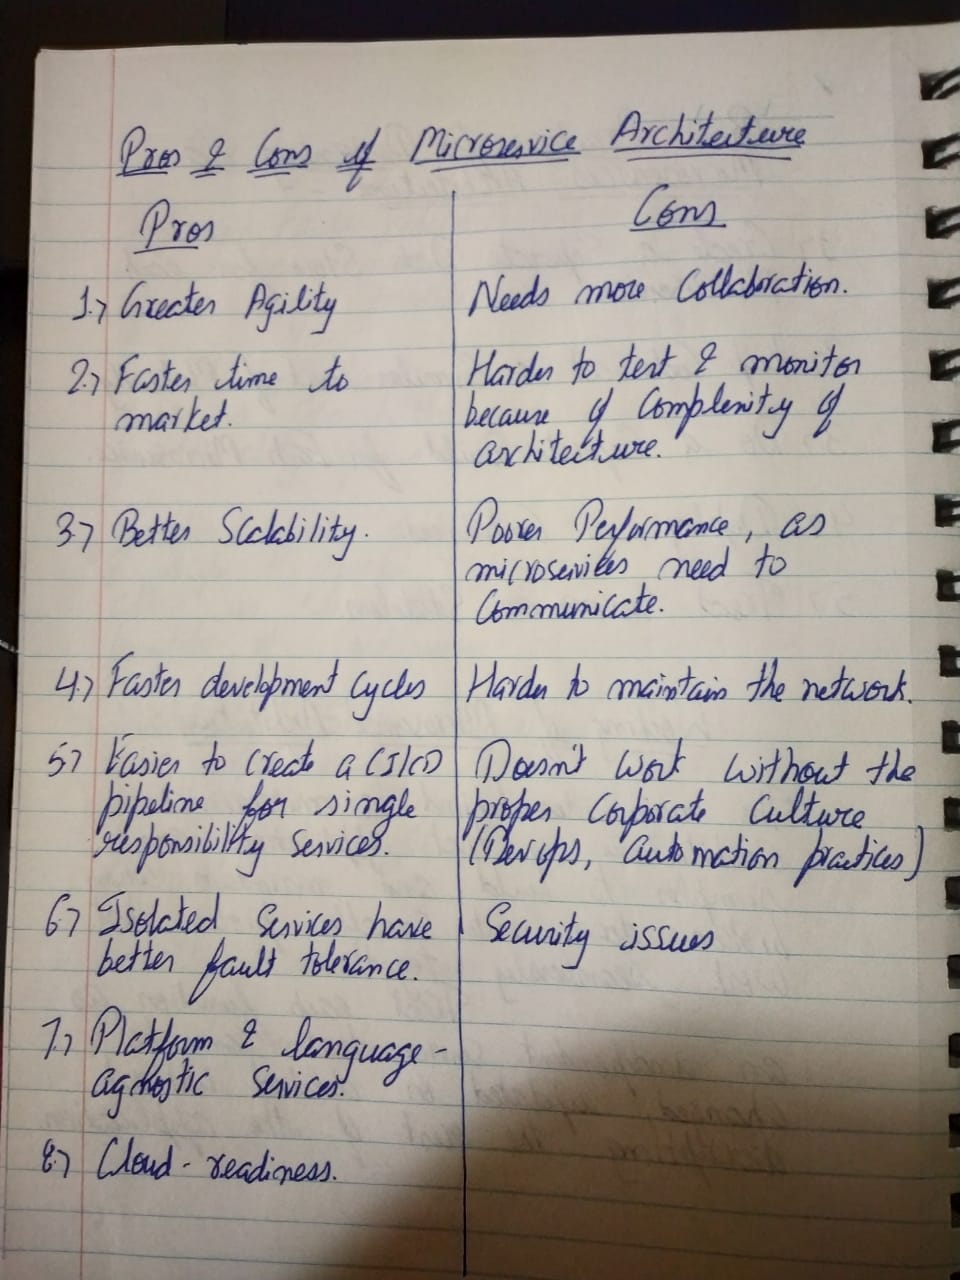 Pros & Cons of Microservice Architecture
Pros
Cons
1.> Greater Agility
Needs more Collaboration.
2.> Faster time to
market.
Harder to test & monitor
because of Complexity of
architecture.
3.> Better Scalability.
Poorer Performance, as
microservices need to
Communicate.
4.> Faster development cycles
Harder to maintain the network.
5.> Easier to create a CI/CD
pipeline for single
responsibility services.
Doesn't work without the
proper Corporate Culture
(Devops, automation practices)
6.> Isolated Services have
better fault tolerance.
Security issues
7.> Platform & language-
agnostic Services.
8.> Cloud-readiness.